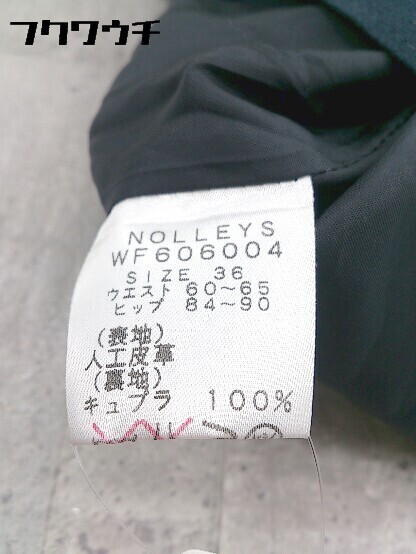 フクワウチ
NOLLEYS
WF606004
SIZE 36
ウエスト 60~65
ヒップ 84~90
(表地)
人工皮革
(裏地)
キュプラ 100%